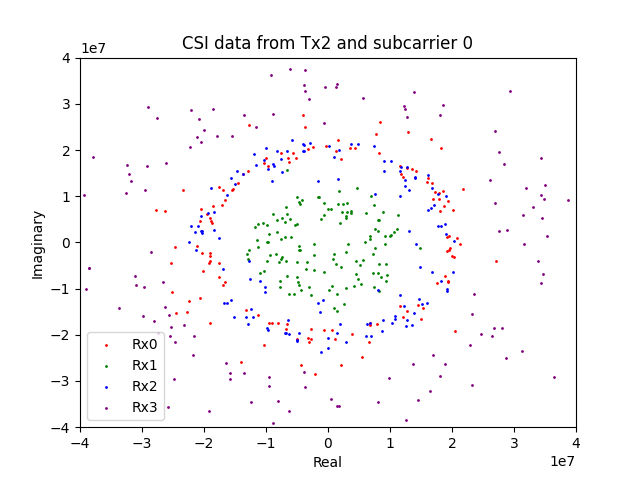 CSI data from Tx2 and subcarrier 0
1e7
4
3
2
1
0
−1
−2
−3
−4
Imaginary
Rx0
Rx1
Rx2
Rx3
−4 −3 −2 −1 0 1 2 3 4
Real
1e7